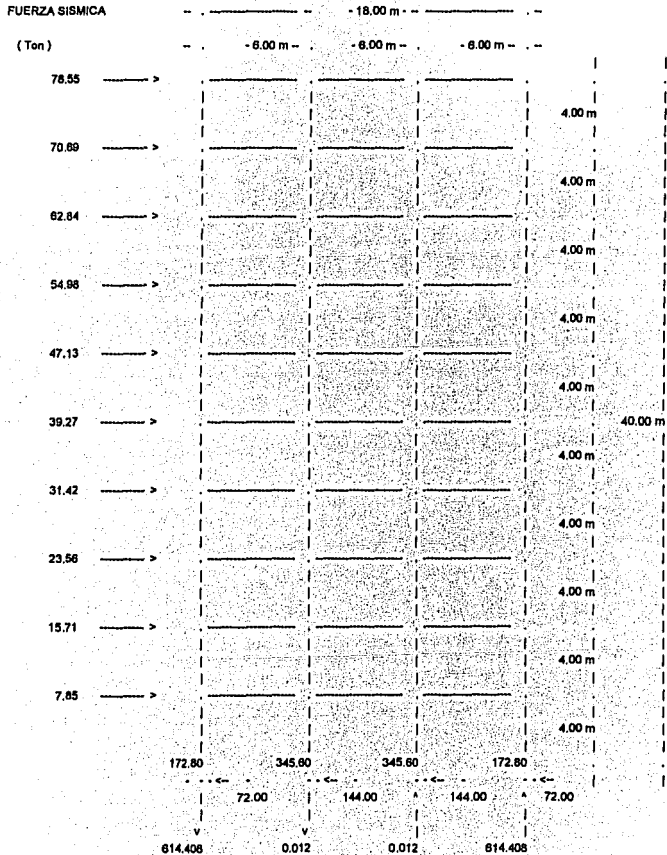 FUERZA SISMICA -- . ---------- - 18,00 m - -- ---------- . --
( Ton ) -- . - 6.00 m -- . - 6.00 m -- . - 6.00 m -- . --
78,55 ------ >
4.00 m
70.69 ------ >
4.00 m
62.84 ------ >
4.00 m
54,98 ------ >
4.00 m
47,13 ------ >
4.00 m
39,27 ------ > 40.00 m
4.00 m
31.42 ------ >
4.00 m
23,56 ------ >
4.00 m
15,71 ------ >
4.00 m
7,85 ------ >
4.00 m
172.80 345.60 345.60 172.80
72.00 144.00 144.00 72.00
614.408 0.012 0.012 614.408